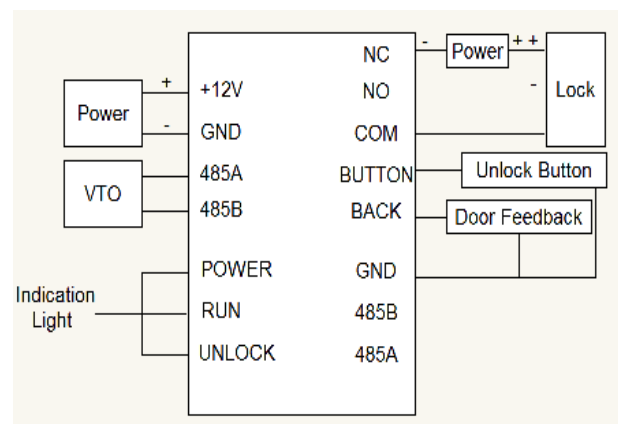 NC
-
Power
+ +
+
+12V
NO
-
Lock
Power
-
GND
COM
485A
BUTTON
Unlock Button
VTO
485B
BACK
Door Feedback
POWER
GND
Indication
Light
RUN
485B
UNLOCK
485A